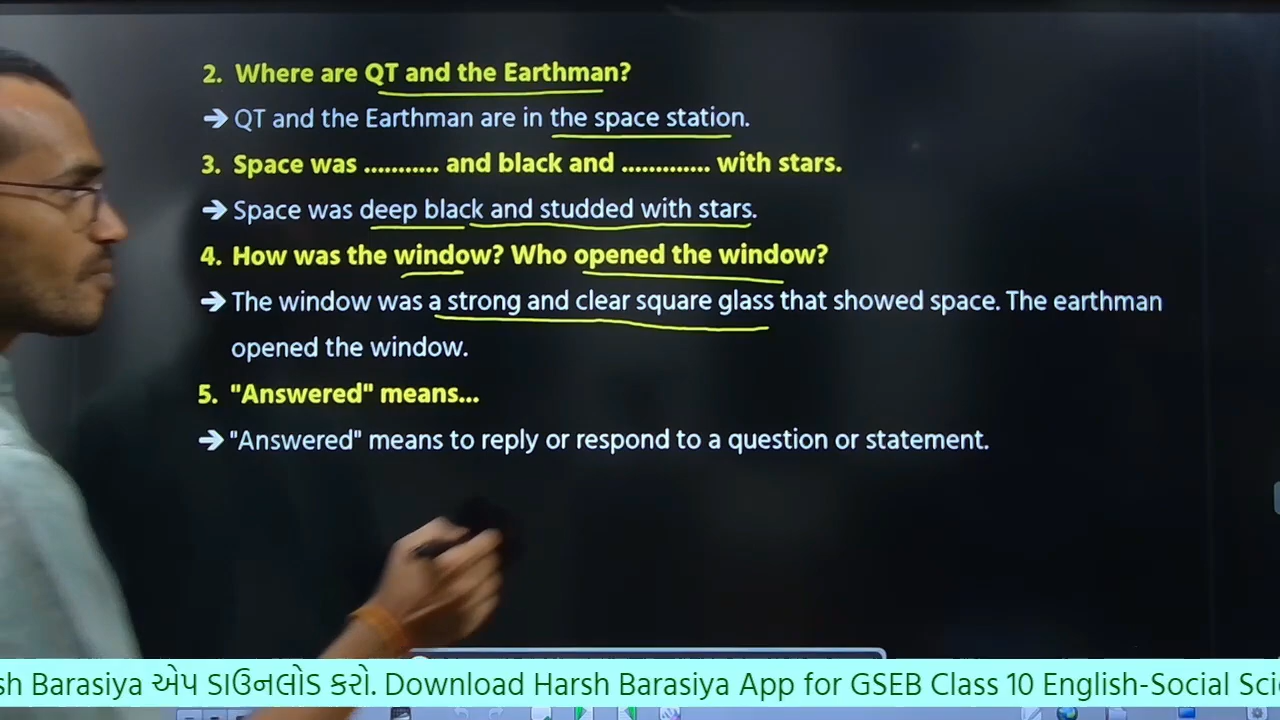 2. Where are QT and the Earthman?
➔ QT and the Earthman are in the space station.
3. Space was ........... and black and ............. with stars.
➔ Space was deep black and studded with stars.
4. How was the window? Who opened the window?
➔ The window was a strong and clear square glass that showed space. The earthman
opened the window.
5. "Answered" means...
➔ "Answered" means to reply or respond to a question or statement.
sh Barasiya એપ ડાઉનલોડ કરો. Download Harsh Barasiya App for GSEB Class 10 English-Social Sci